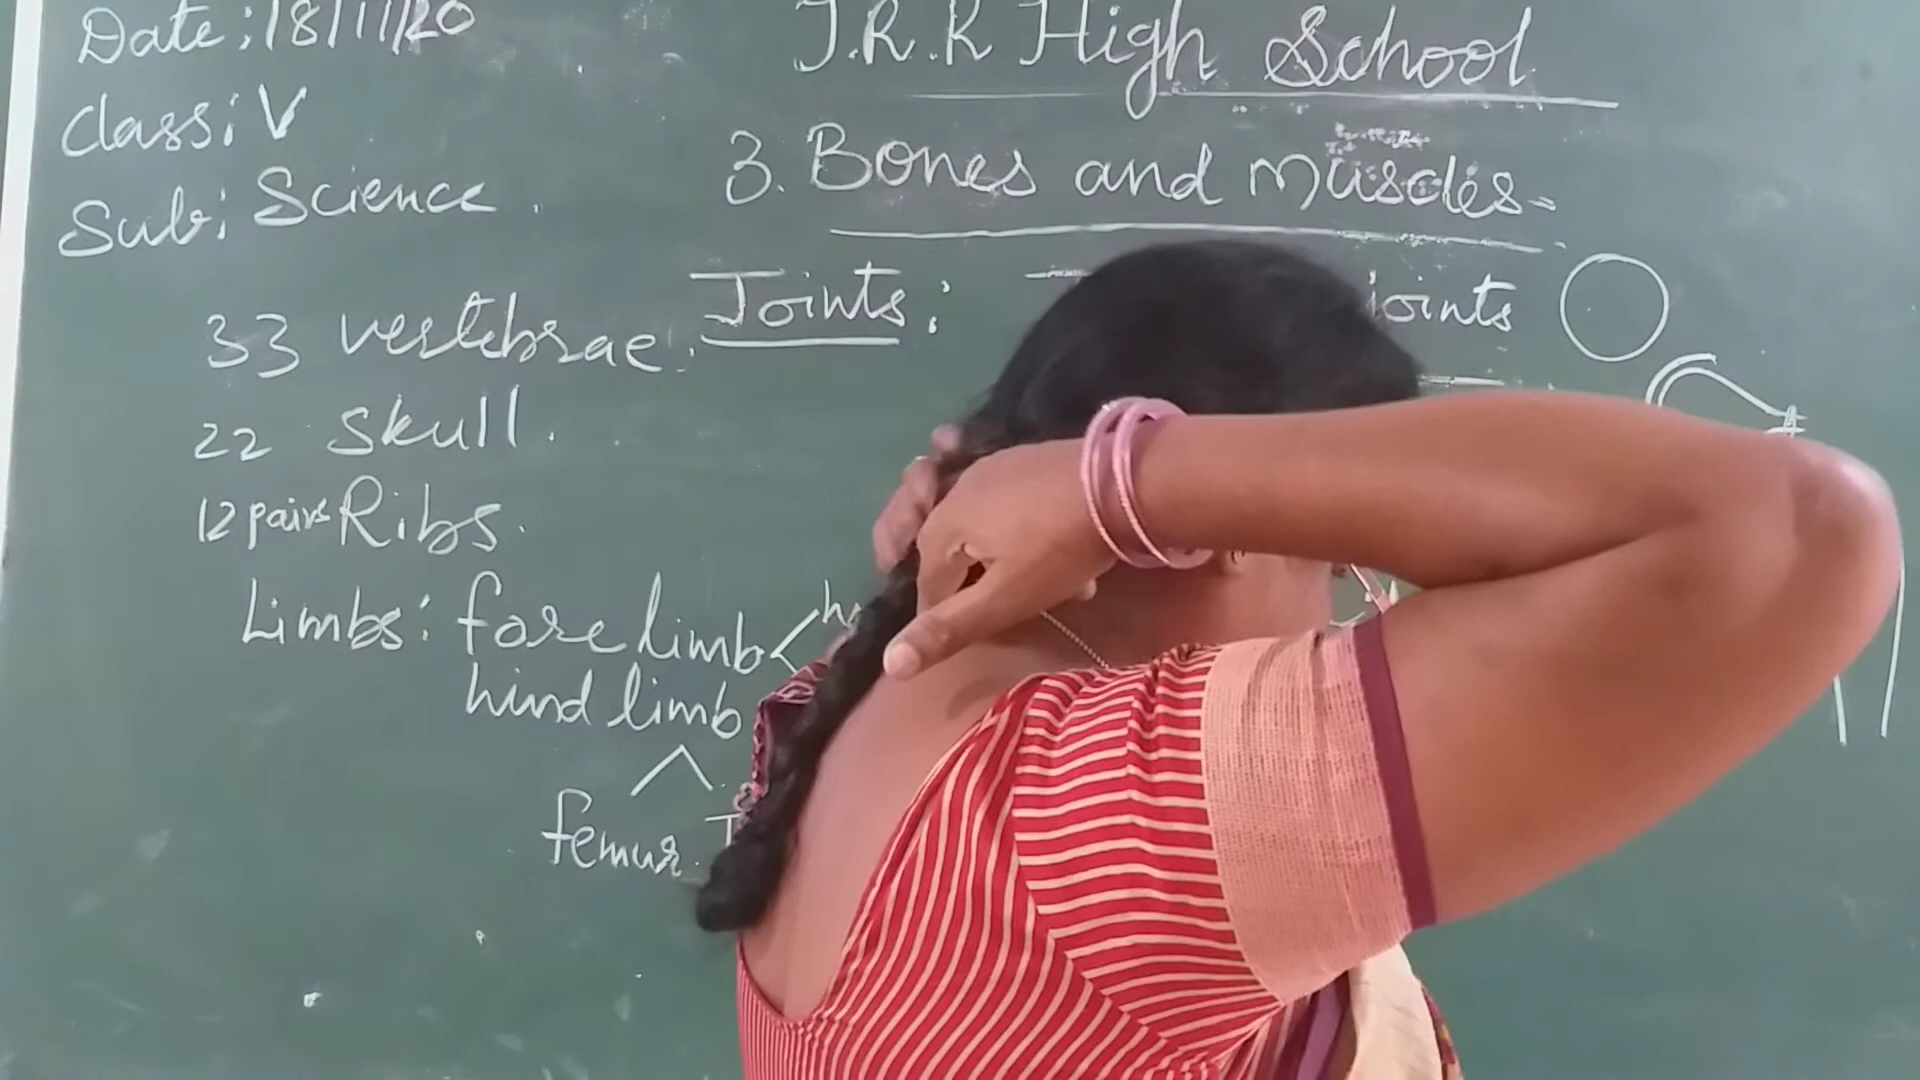 Date: 18/11/20
Class: V
Sub: Science.
J.R.R High School
3. Bones and Muscles
Joints: joints
33 vertebrae.
22 Skull.
12 pairs Ribs.
Limbs: fore limb
hind limb
femur.